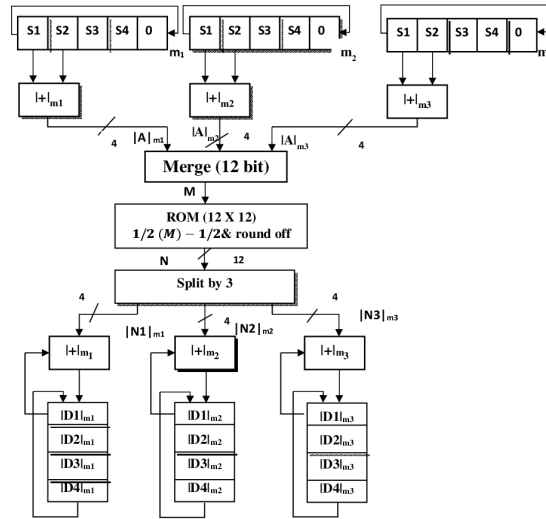 S1 S2 S3 S4 0 S1 S2 S3 S4 0 S1 S2 S3 S4 0
m1 m2 m
|+|m1 |+|m2 |+|m3
4 |A|m1 |A|m2 4 |A|m3 4
Merge (12 bit)
M
ROM (12 X 12)
1/2 (M) − 1/2& round off
N 12
Split by 3
4 4 4
|N1|m1 |N2|m2 |N3|m3
|+|m1 |+|m2 |+|m3
|D1|m1 |D1|m2 |D1|m3
|D2|m1 |D2|m2 |D2|m3
|D3|m1 |D3|m2 |D3|m3
|D4|m1 |D4|m2 |D4|m3